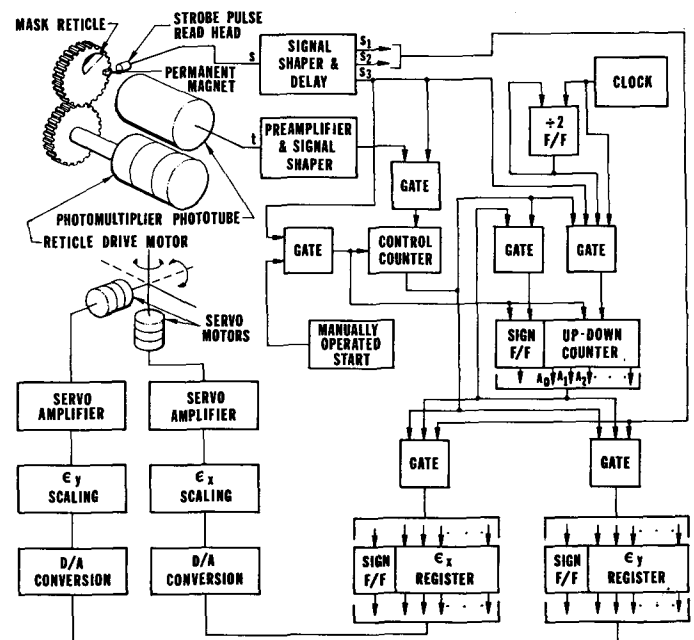 MASK RETICLE
STROBE PULSE
READ HEAD
PERMANENT
MAGNET
S
SIGNAL
SHAPER &
DELAY
S1
S2
S3
CLOCK
÷2
F/F
t
PREAMPLIFIER
& SIGNAL
SHAPER
GATE
PHOTOMULTIPLIER PHOTOTUBE
RETICLE DRIVE MOTOR
GATE
CONTROL
COUNTER
GATE
GATE
SERVO
MOTORS
MANUALLY
OPERATED
START
SIGN
F/F
UP-DOWN
COUNTER
A0 A1 A2 . . .
SERVO
AMPLIFIER
SERVO
AMPLIFIER
GATE
GATE
ϵy
SCALING
ϵx
SCALING
D/A
CONVERSION
D/A
CONVERSION
SIGN
F/F
ϵx
REGISTER
SIGN
F/F
ϵy
REGISTER